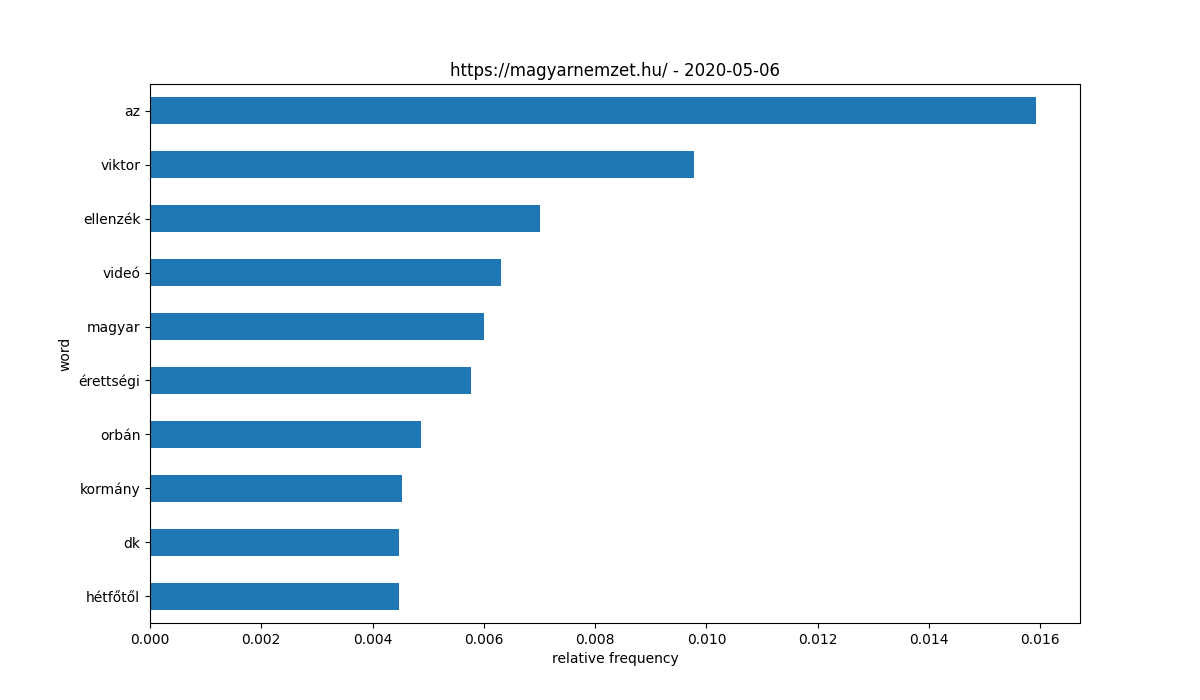 https://magyarnemzet.hu/ - 2020-05-06
az
viktor
ellenzék
videó
magyar
érettségi
orbán
kormány
dk
hétfőtől
word
0.000 0.002 0.004 0.006 0.008 0.010 0.012 0.014 0.016
relative frequency